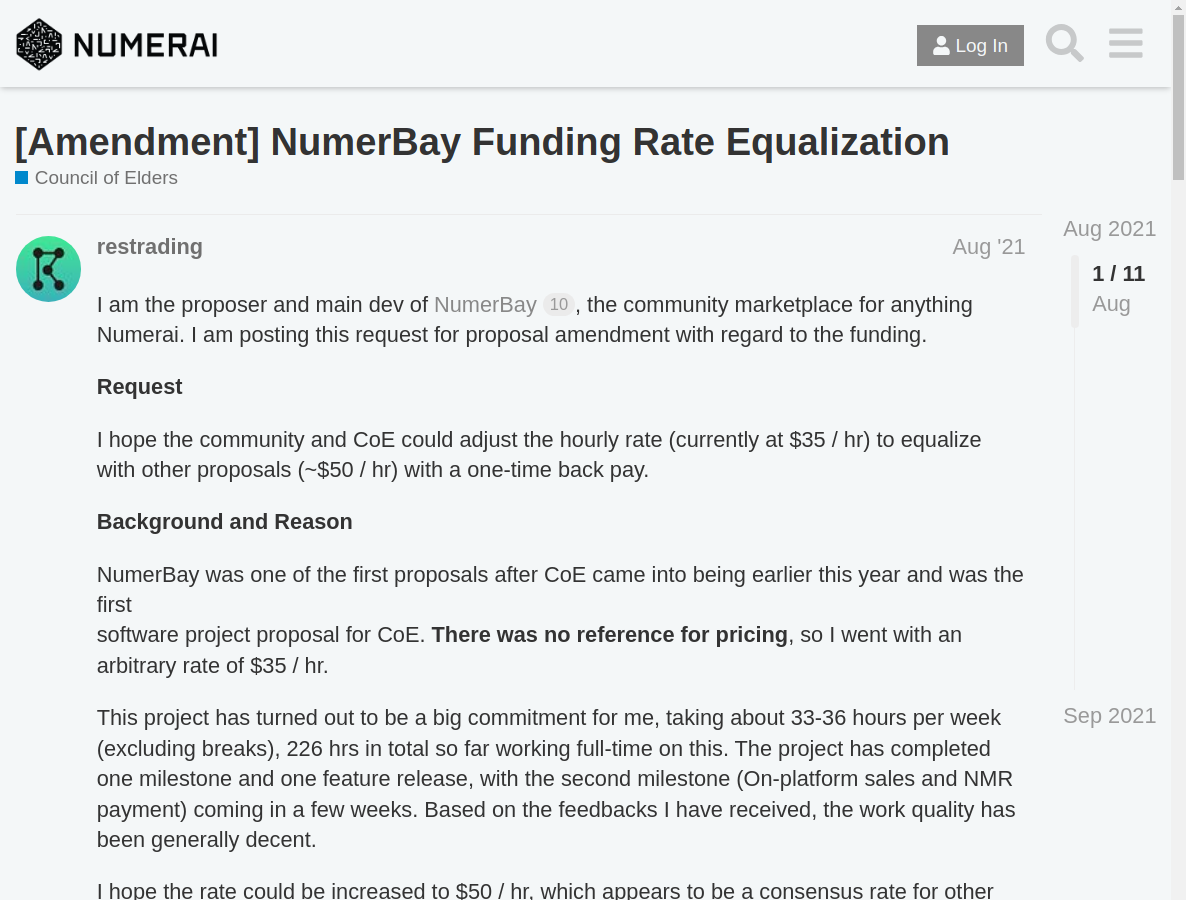 NUMERAI
Log In
[Amendment] NumerBay Funding Rate Equalization
Council of Elders
restrading
Aug '21
I am the proposer and main dev of NumerBay 10, the community marketplace for anything
Numerai. I am posting this request for proposal amendment with regard to the funding.
Request
I hope the community and CoE could adjust the hourly rate (currently at $35 / hr) to equalize
with other proposals (~$50 / hr) with a one-time back pay.
Background and Reason
NumerBay was one of the first proposals after CoE came into being earlier this year and was the
first
software project proposal for CoE. There was no reference for pricing, so I went with an
arbitrary rate of $35 / hr.
This project has turned out to be a big commitment for me, taking about 33-36 hours per week
(excluding breaks), 226 hrs in total so far working full-time on this. The project has completed
one milestone and one feature release, with the second milestone (On-platform sales and NMR
payment) coming in a few weeks. Based on the feedbacks I have received, the work quality has
been generally decent.
I hope the rate could be increased to $50 / hr, which appears to be a consensus rate for other
Aug 2021
1 / 11
Aug
Sep 2021